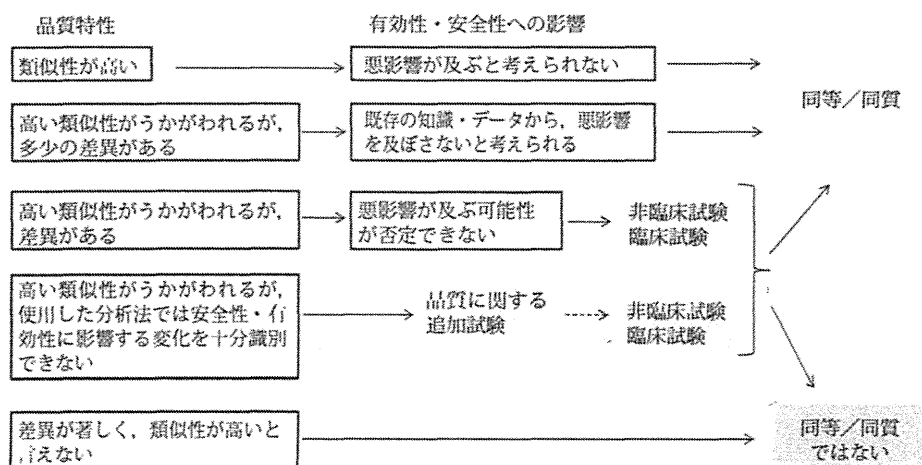 品質特性
有効性・安全性への影響
類似性が高い
悪影響が及ぶと考えられない
同等／同質
高い類似性がうかがわれるが，
多少の差異がある
既存の知識・データから，悪影響
を及ぼさないと考えられる
高い類似性がうかがわれるが，
差異がある
悪影響が及ぶ可能性
が否定できない
非臨床試験
臨床試験
高い類似性がうかがわれるが，
使用した分析法では安全性・有
効性に影響する変化を十分識別
できない
品質に関する
追加試験
非臨床試験
臨床試験
差異が著しく，類似性が高いと
言えない
同等／同質
ではない